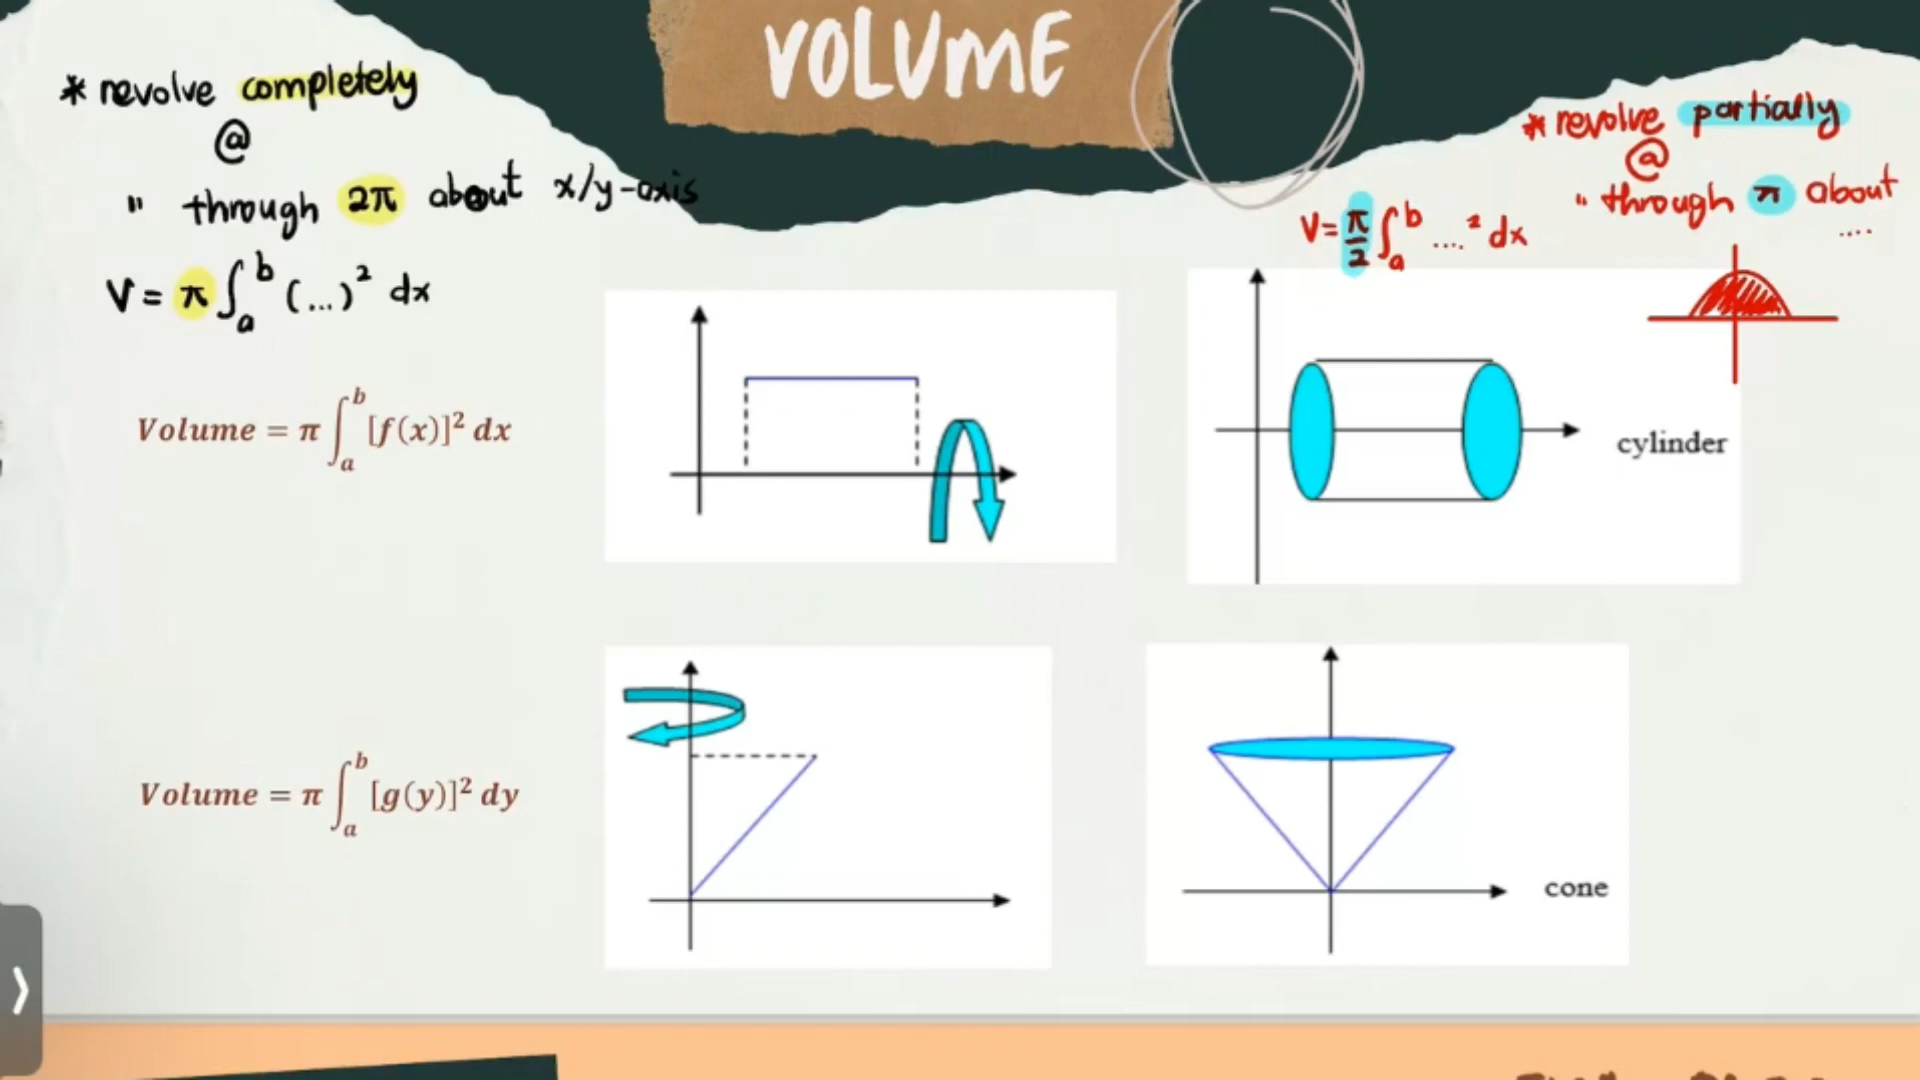 VOLUME
* revolve completely
@
" through 2π about x/y-axis
V = π ∫ₐᵇ (...)² dx
* revolve partially
@
" through π about
....
V = π/2 ∫ₐᵇ ....² dx
Volume = π ∫ₐᵇ [f(x)]² dx
cylinder
Volume = π ∫ₐᵇ [g(y)]² dy
cone